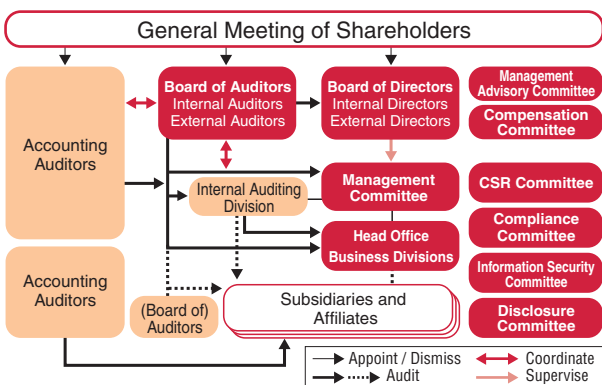 General Meeting of Shareholders
Accounting
Auditors
Board of Auditors
Internal Auditors
External Auditors
Board of Directors
Internal Directors
External Directors
Management
Advisory Committee
Compensation
Committee
Internal Auditing
Division
Management
Committee
CSR Committee
Head Office
Business Divisions
Compliance
Committee
Accounting
Auditors
(Board of)
Auditors
Subsidiaries and
Affiliates
Information Security
Committee
Disclosure
Committee
Appoint / Dismiss
Coordinate
Audit
Supervise